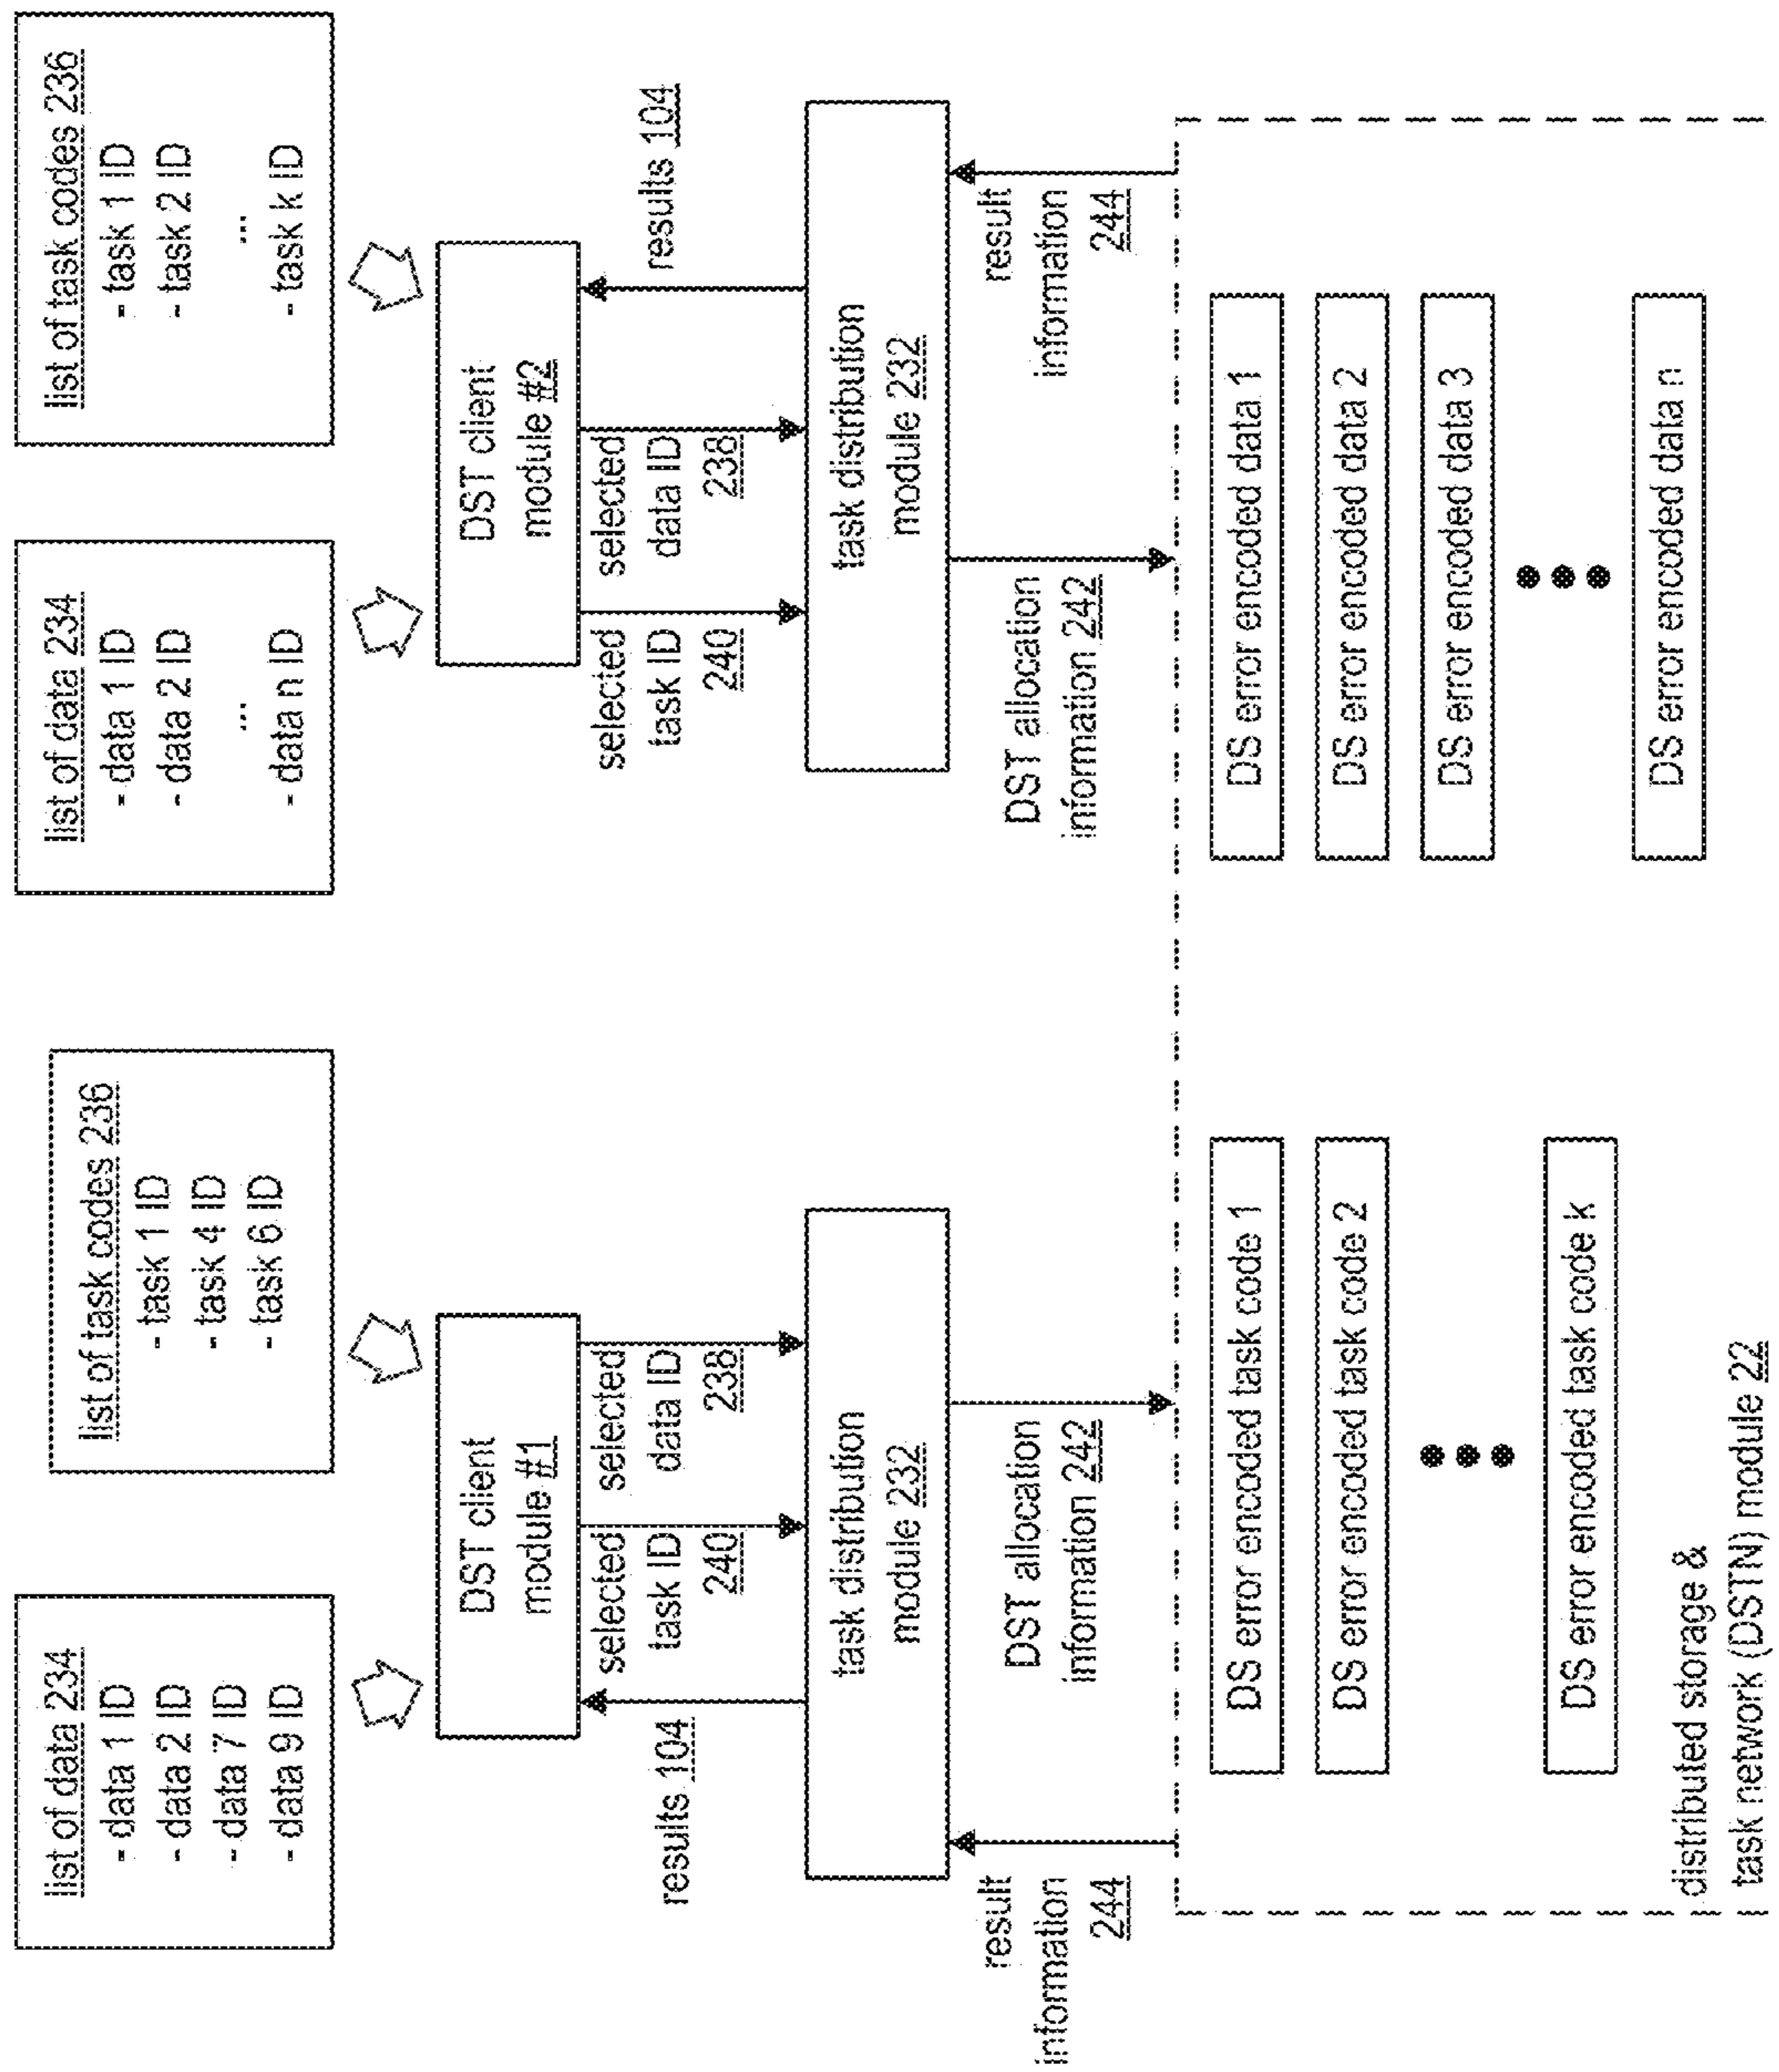 list of data 234
- data 1 ID
- data 2 ID
- data 7 ID
- data 9 ID
list of task codes 236
- task 1 ID
- task 4 ID
- task 6 ID
list of data 234
- data 1 ID
- data 2 ID
...
- data n ID
list of task codes 236
- task 1 ID
- task 2 ID
...
- task k ID
DST client
module #1
DST client
module #2
results 104
selected
task ID
240
selected
data ID
238
selected
task ID
240
selected
data ID
238
results 104
task distribution
module 232
task distribution
module 232
result
information
244
DST allocation
information 242
DST allocation
information 242
result
information
244
DS error encoded task code 1
DS error encoded task code 2
DS error encoded task code k
DS error encoded data 1
DS error encoded data 2
DS error encoded data 3
DS error encoded data n
distributed storage &
task network (DSTN) module 22